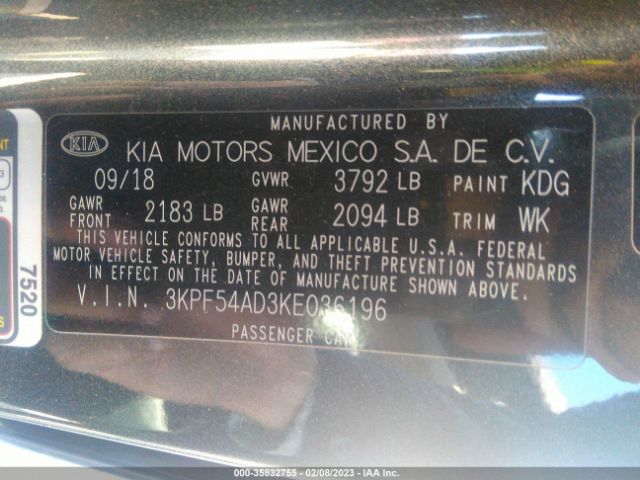 MANUFACTURED BY
KIA KIA MOTORS MEXICO S.A. DE C.V.
09/18 GVWR 3792 LB PAINT KDG
GAWR FRONT 2183 LB GAWR REAR 2094 LB TRIM WK
THIS VEHICLE CONFORMS TO ALL APPLICABLE U.S.A. FEDERAL
MOTOR VEHICLE SAFETY, BUMPER, AND THEFT PREVENTION STANDARDS
IN EFFECT ON THE DATE OF MANUFACTURE SHOWN ABOVE.
V.I.N. 3KPF54AD3KE036196
PASSENGER CAR
7520
000-35832755 - 02/08/2023 - IAA Inc.